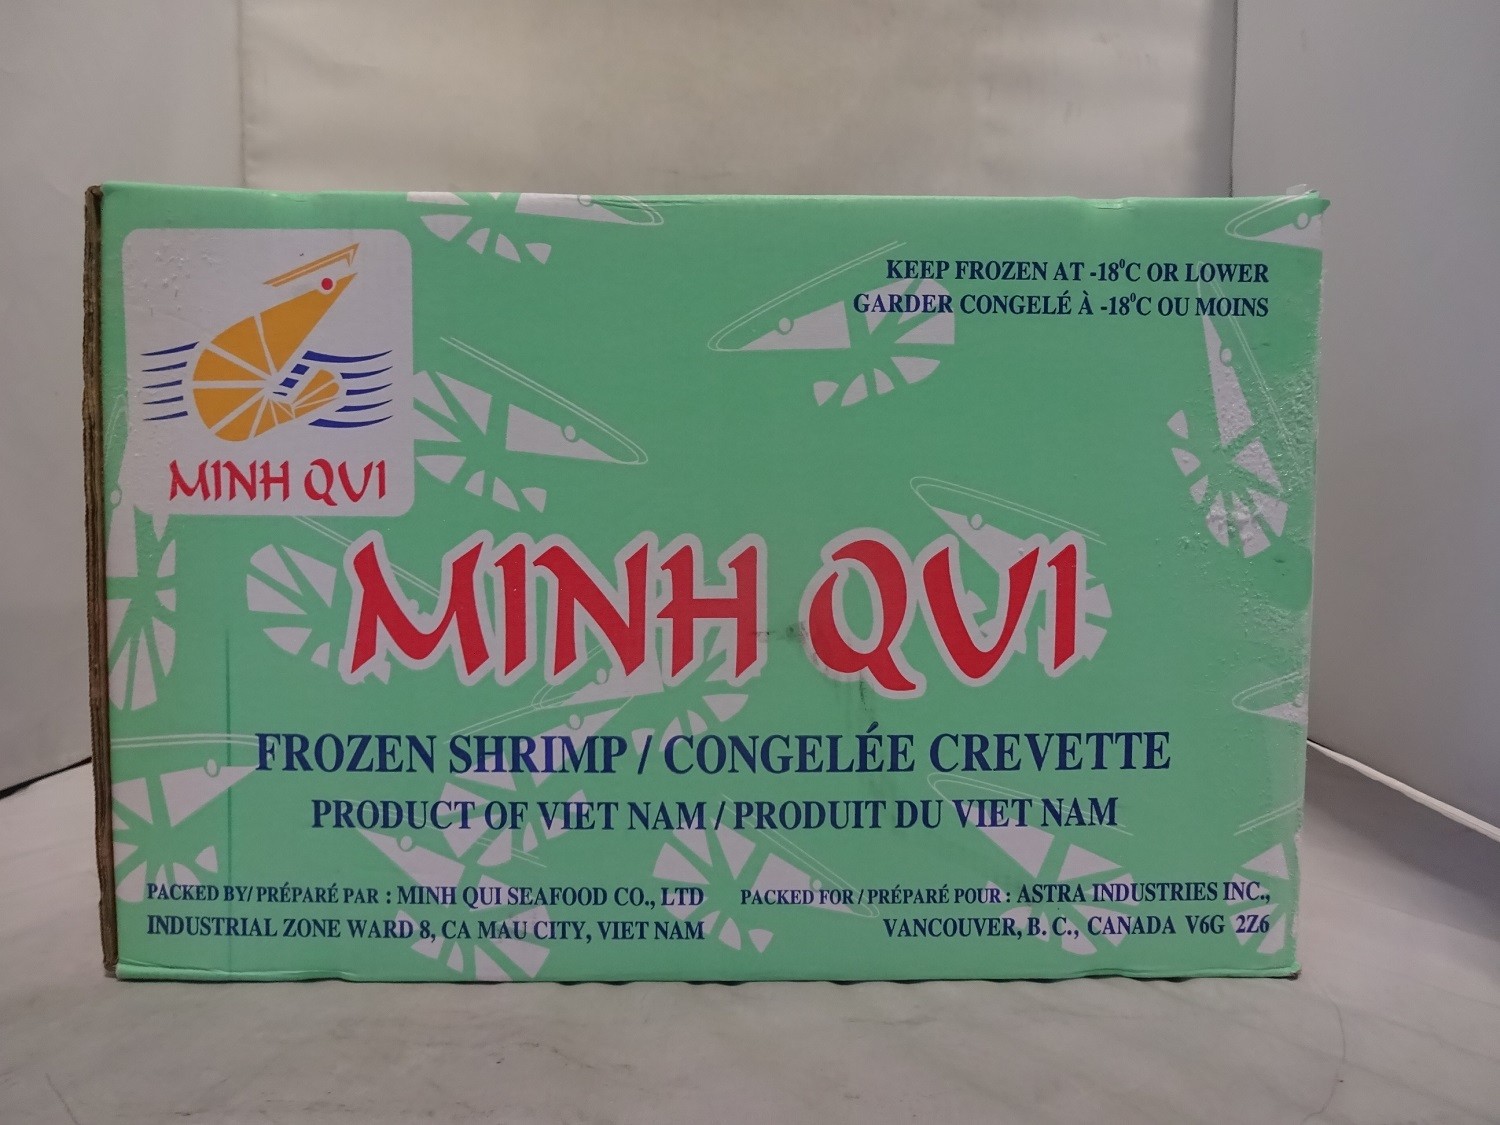 KEEP FROZEN AT -18⁰C OR LOWER
GARDER CONGELÉ À -18⁰C OU MOINS
MINH QUI
MINH QUI
FROZEN SHRIMP / CONGELÉE CREVETTE
PRODUCT OF VIET NAM / PRODUIT DU VIET NAM
PACKED BY/ PRÉPARÉ PAR : MINH QUI SEAFOOD CO., LTD
INDUSTRIAL ZONE WARD 8, CA MAU CITY, VIET NAM
PACKED FOR / PRÉPARÉ POUR : ASTRA INDUSTRIES INC.,
VANCOUVER, B. C., CANADA V6G 2Z6